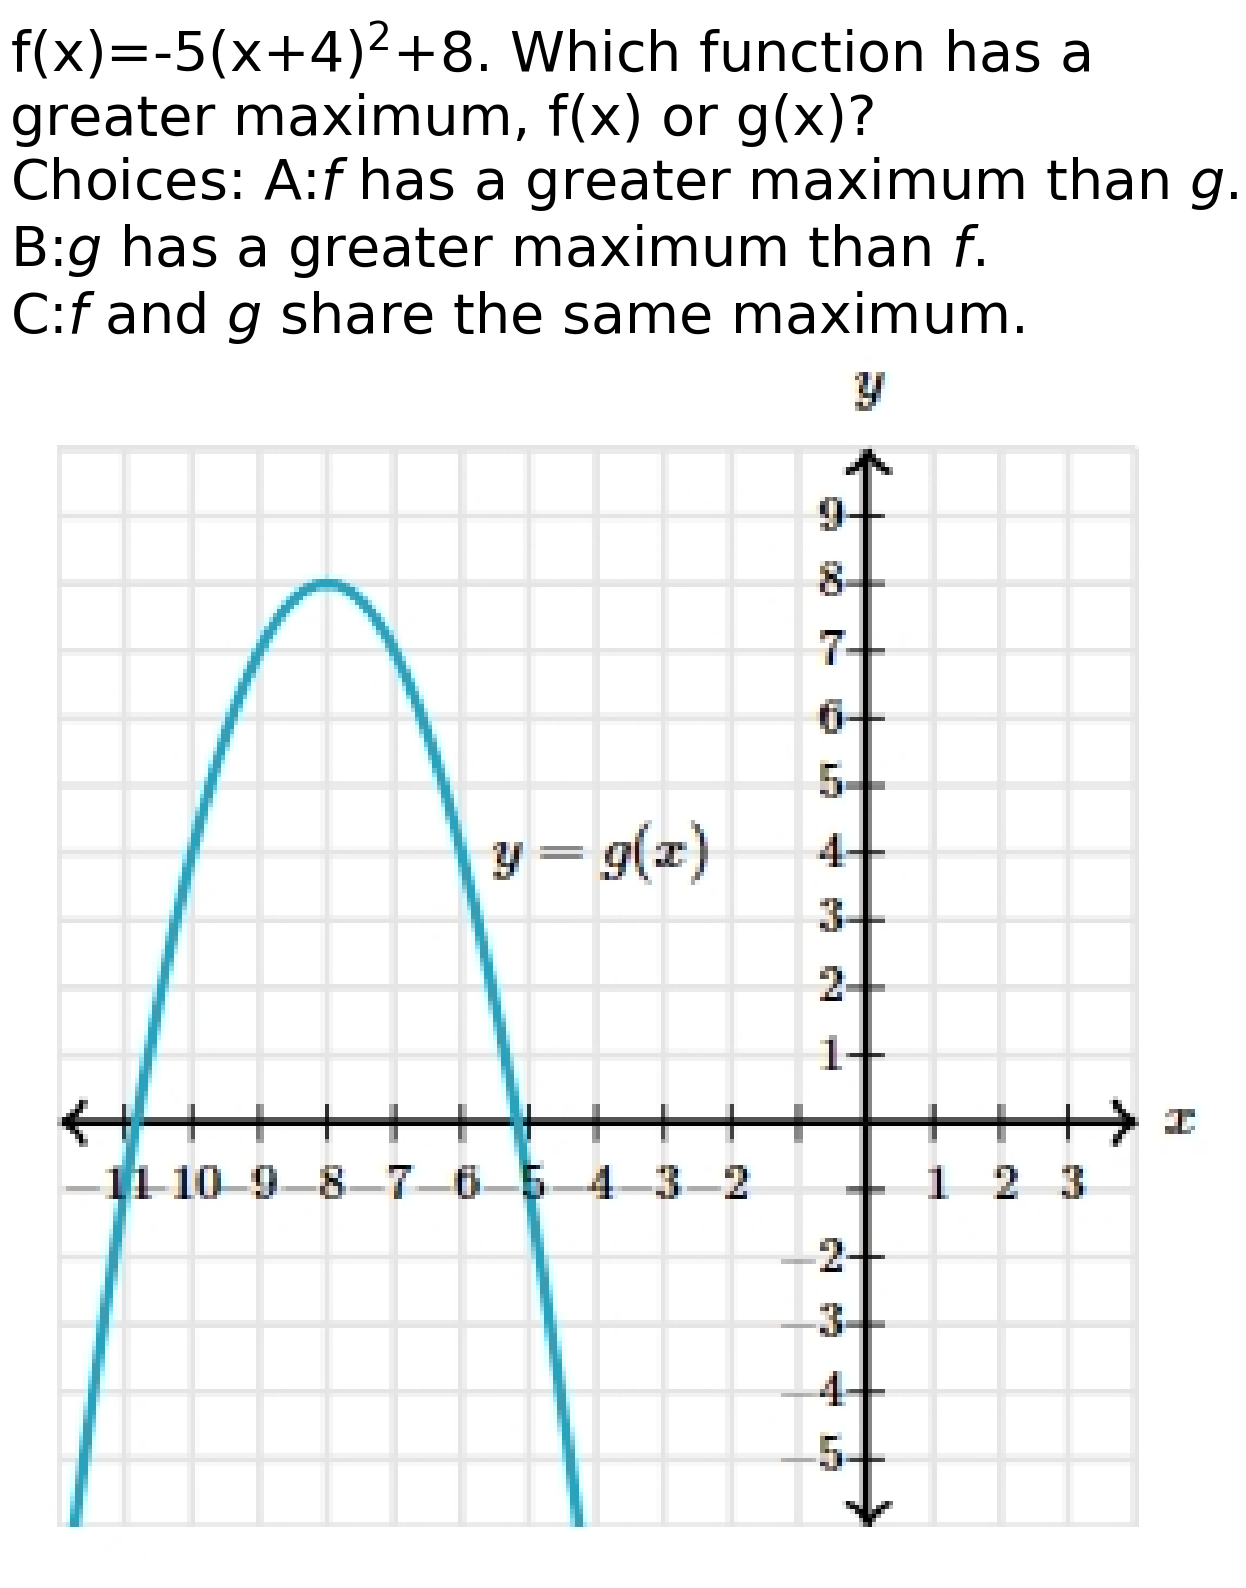 f(x)=-5(x+4)²+8. Which function has a
greater maximum, f(x) or g(x)?
Choices: A:f has a greater maximum than g.
B:g has a greater maximum than f.
C:f and g share the same maximum.
y
9
8
7
6
5
y = g(x) 4
3
2
1
x
−11 −10 −9 −8 −7 −6 −5 −4 −3 −2 1 2 3
−2
−3
−4
−5